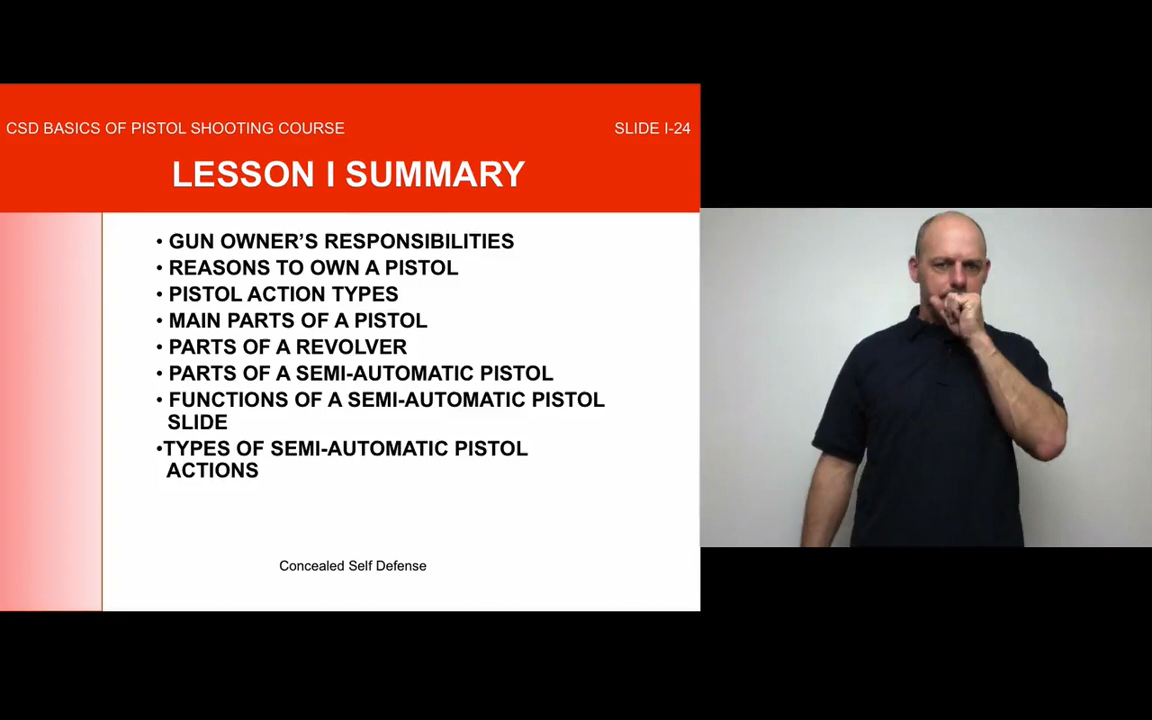 CSD BASICS OF PISTOL SHOOTING COURSE
SLIDE I-24
LESSON I SUMMARY
• GUN OWNER’S RESPONSIBILITIES
• REASONS TO OWN A PISTOL
• PISTOL ACTION TYPES
• MAIN PARTS OF A PISTOL
• PARTS OF A REVOLVER
• PARTS OF A SEMI-AUTOMATIC PISTOL
• FUNCTIONS OF A SEMI-AUTOMATIC PISTOL
SLIDE
•TYPES OF SEMI-AUTOMATIC PISTOL
ACTIONS
Concealed Self Defense